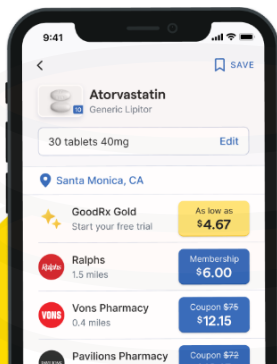 9:41
SAVE
Atorvastatin
10
Generic Lipitor
30 tablets 40mg Edit
Santa Monica, CA
GoodRx Gold
Start your free trial
As low as
$4.67
Ralphs
Ralphs
1.5 miles
Membership
$6.00
VONS
Vons Pharmacy
0.4 miles
Coupon $75
$12.15
Pavilions Pharmacy
Coupon $72